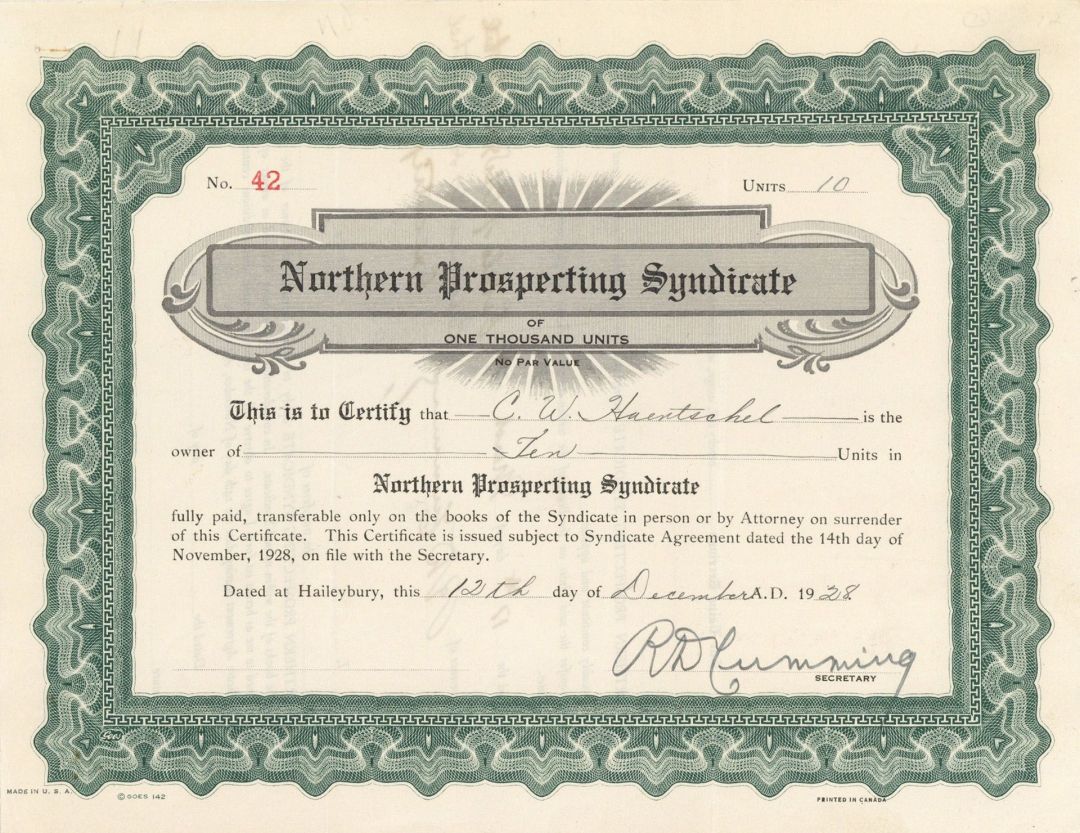 No. 42 Units 10
Northern Prospecting Syndicate
OF
ONE THOUSAND UNITS
No Par Value
This is to Certify that C. W. Haentschel is the
owner of Ten Units in
Northern Prospecting Syndicate
fully paid, transferable only on the books of the Syndicate in person or by Attorney on surrender
of this Certificate. This Certificate is issued subject to Syndicate Agreement dated the 14th day of
November, 1928, on file with the Secretary.
Dated at Haileybury, this 12th day of December A.D. 1928.
R D Cumming
SECRETARY
Goes
MADE IN U. S. A.
© GOES 142
PRINTED IN CANADA